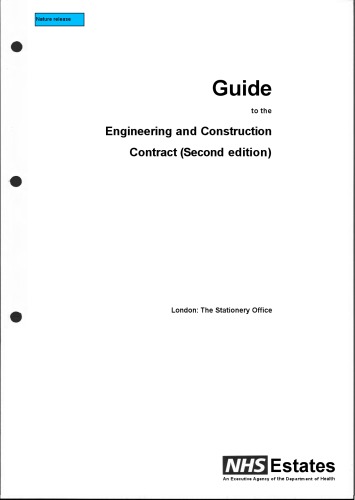 Nature release
Guide
to the
Engineering and Construction
Contract (Second edition)
London: The Stationery Office
NHS Estates
An Executive Agency of the Department of Health